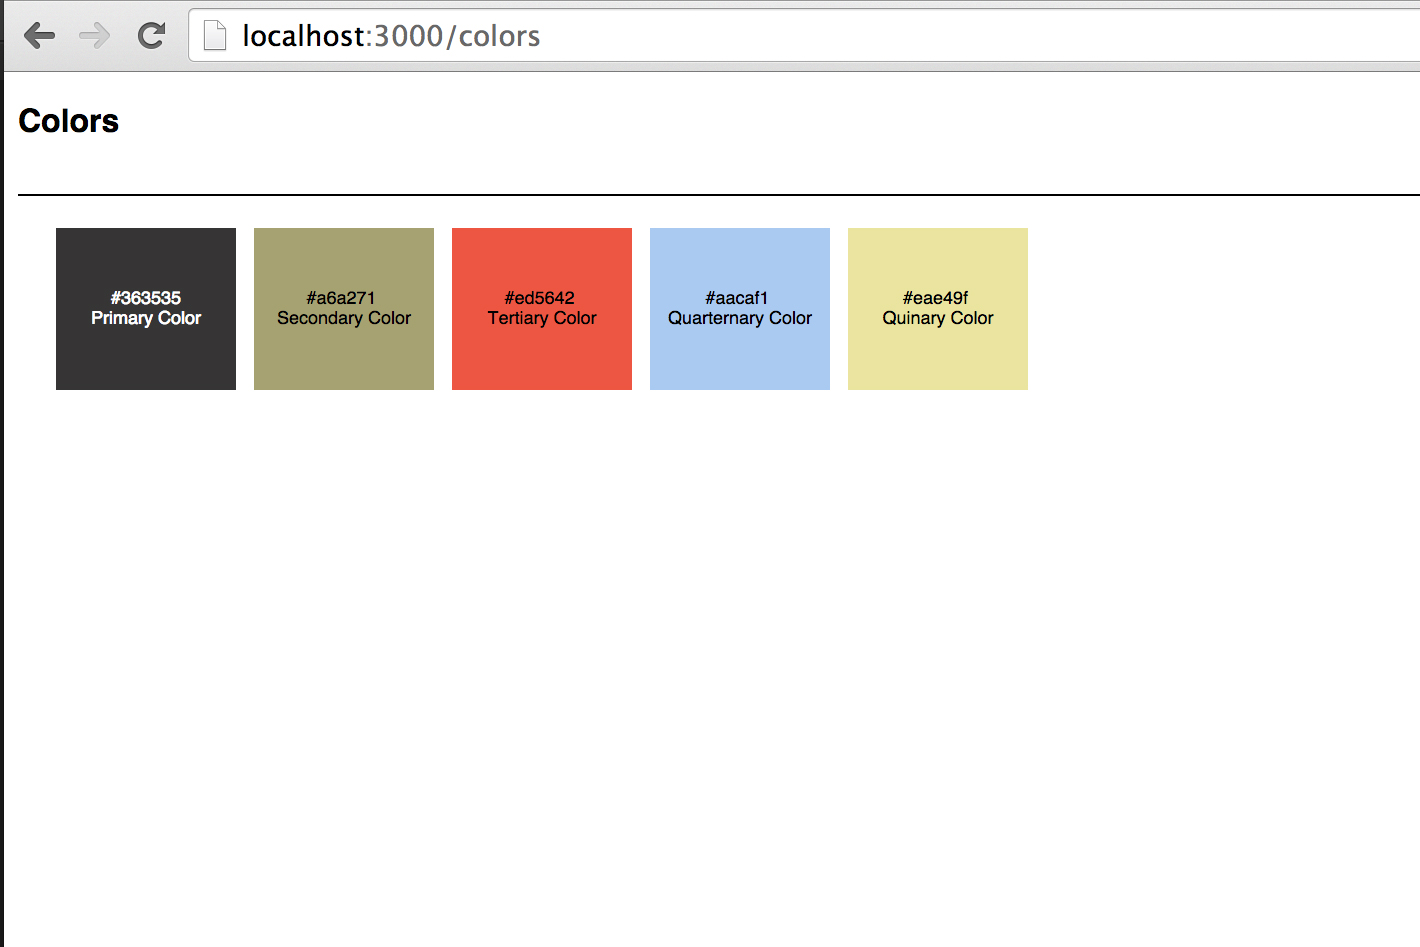 localhost:3000/colors
Colors
#363535
Primary Color
#a6a271
Secondary Color
#ed5642
Tertiary Color
#aacaf1
Quarternary Color
#eae49f
Quinary Color